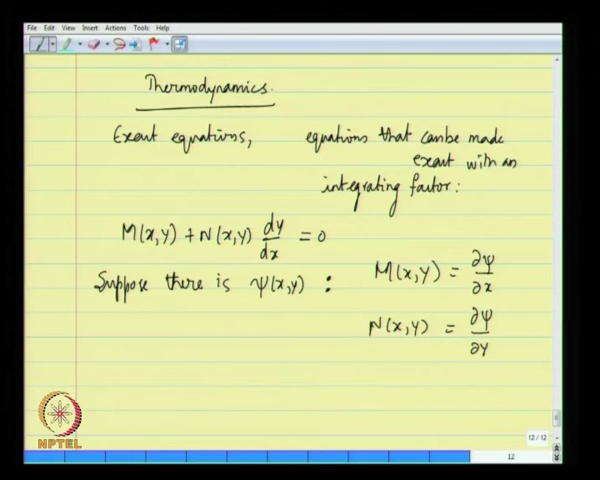 File Edit View Insert Actions Tools Help
Thermodynamics.
Exact equations, equations that can be made
exact with an
integrating factor:
M(x,y) + N(x,y) dy/dx = 0
Suppose there is ψ(x,y) : M(x,y) = ∂ψ/∂x
N(x,y) = ∂ψ/∂y
NPTEL
12/12
12